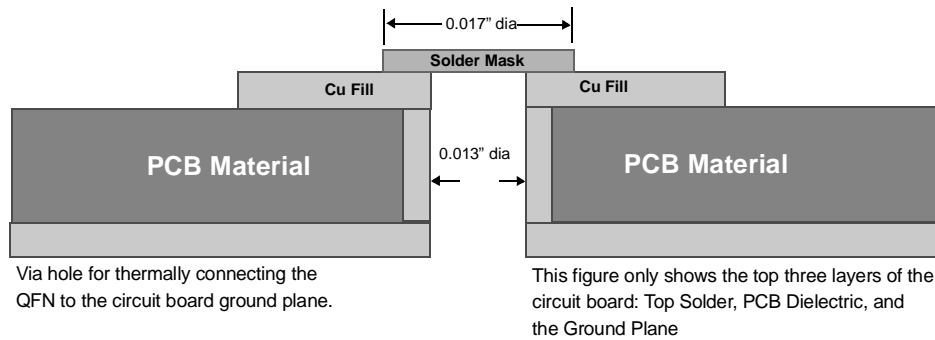 0.017” dia
Solder Mask
Cu Fill
Cu Fill
PCB Material
0.013” dia
PCB Material
Via hole for thermally connecting the
QFN to the circuit board ground plane.
This figure only shows the top three layers of the
circuit board: Top Solder, PCB Dielectric, and
the Ground Plane